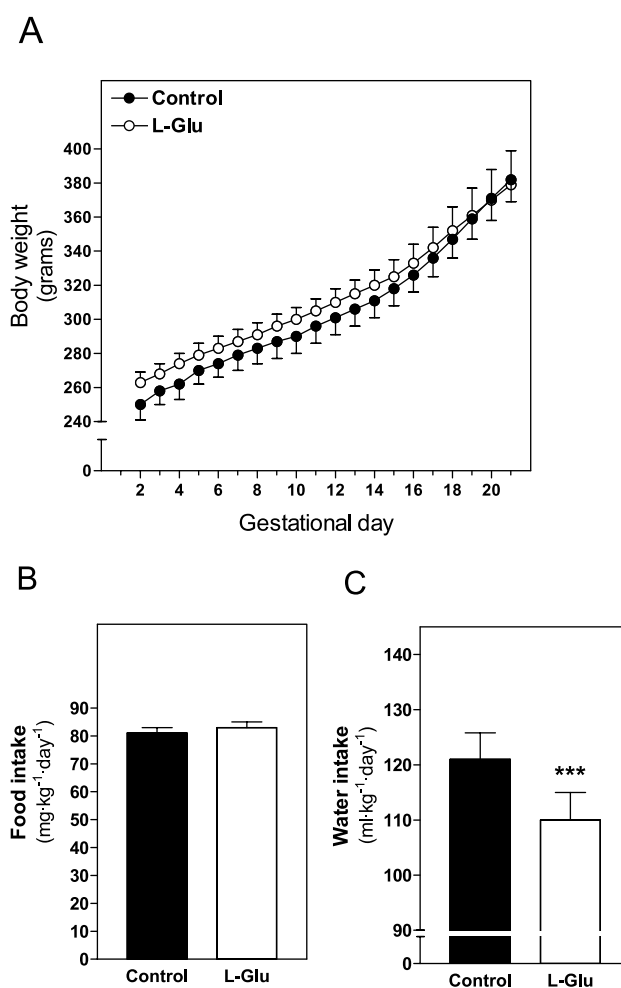 A
Control
L-Glu
400
380
360
340
320
300
280
260
240
0
Body weight
(grams)
2 4 6 8 10 12 14 16 18 20
Gestational day
B
90
80
70
60
50
40
30
20
10
0
Food intake
(mg·kg⁻¹·day⁻¹)
Control L-Glu
C
140
130
120
110
100
90
0
Water intake
(ml·kg⁻¹·day⁻¹)
***
Control L-Glu